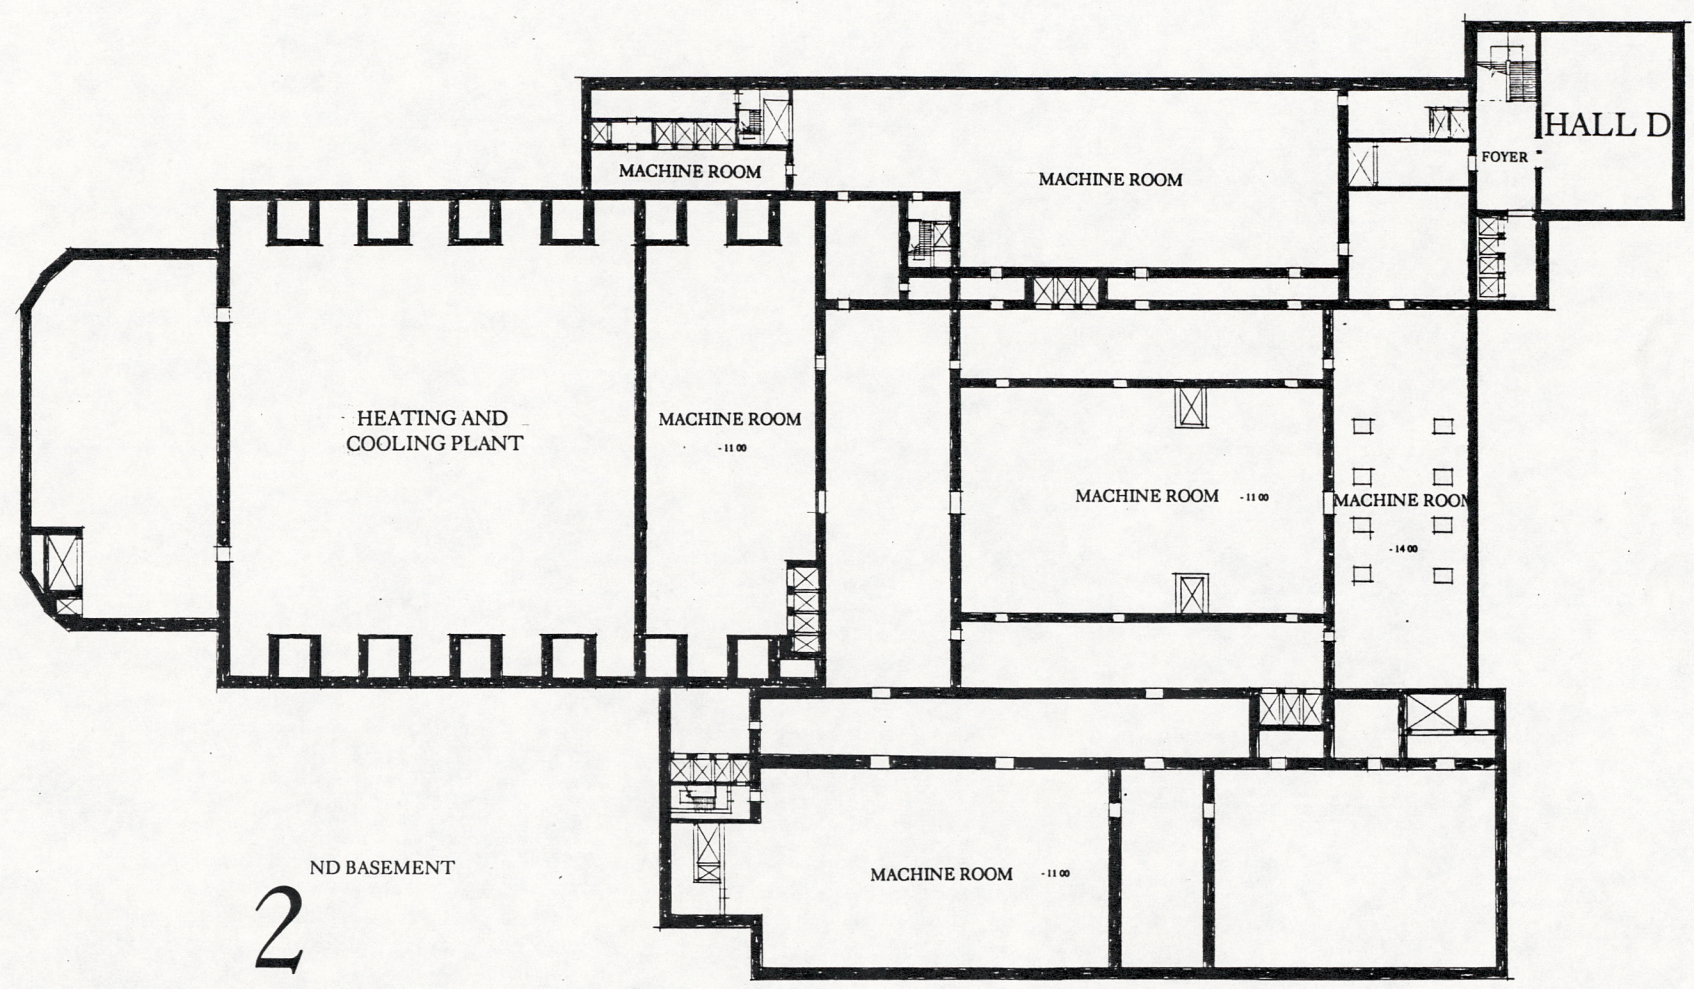 HALL D
FOYER
MACHINE ROOM
MACHINE ROOM
HEATING AND
COOLING PLANT
MACHINE ROOM
-11 00
MACHINE ROOM -11 00
MACHINE ROOM
-14 00
MACHINE ROOM -11 00
2 ND BASEMENT